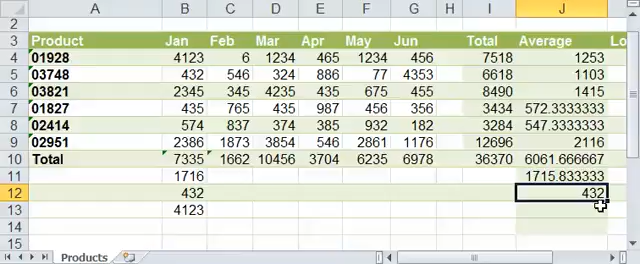 A B C D E F G H I J
2
3 Product Jan Feb Mar Apr May Jun Total Average Lo
4 01928 4123 6 1234 465 1234 456 7518 1253
5 03748 432 546 324 886 77 4353 6618 1103
6 03821 2345 345 4235 435 675 455 8490 1415
7 01827 435 765 435 987 456 356 3434 572.3333333
8 02414 574 837 374 385 932 182 3284 547.3333333
9 02951 2386 1873 3854 546 2861 1176 12696 2116
10 Total 7335 1662 10456 3704 6235 6978 36370 6061.666667
11 1716 1715.833333
12 432 432
13 4123
14
15
Products